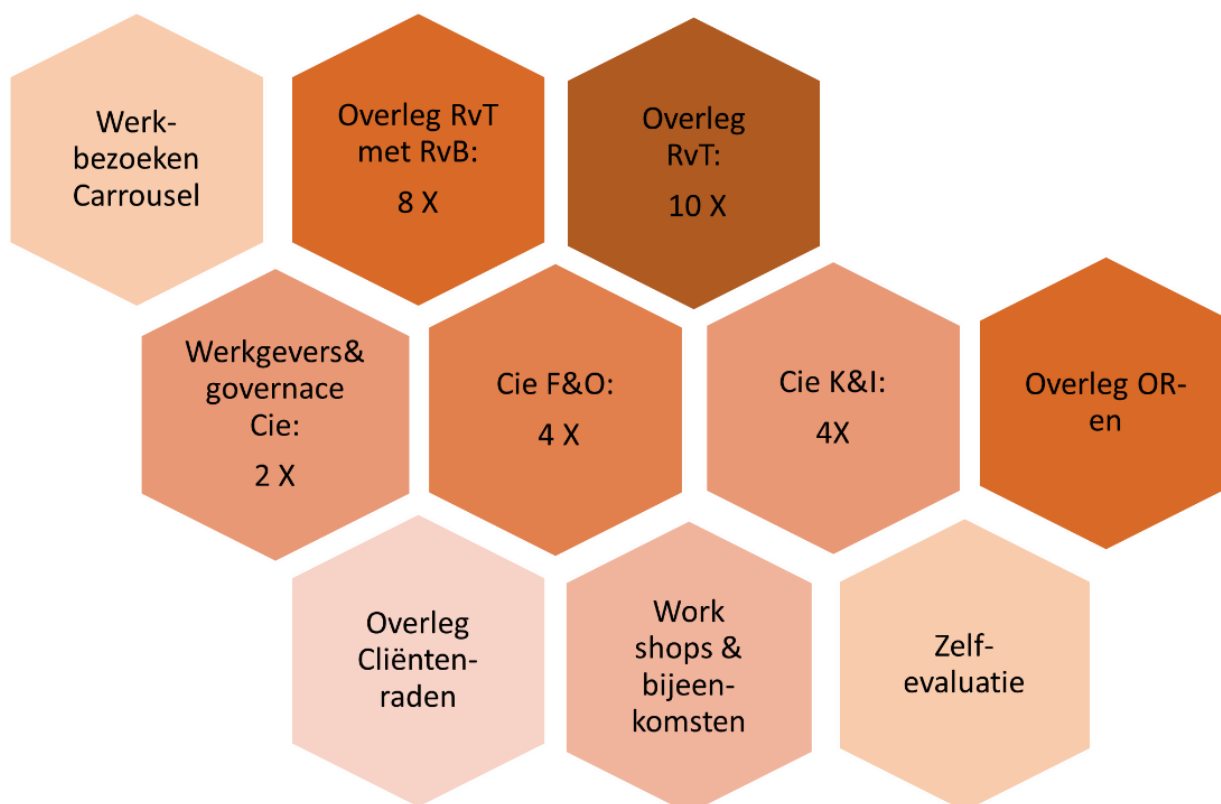 Werk-
bezoeken
Carrousel
Overleg RvT
met RvB:
8 X
Overleg
RvT:
10 X
Werkgevers&
governace
Cie:
2 X
Cie F&O:
4 X
Cie K&I:
4X
Overleg OR-
en
Overleg
Cliënten-
raden
Work
shops &
bijeen-
komsten
Zelf-
evaluatie